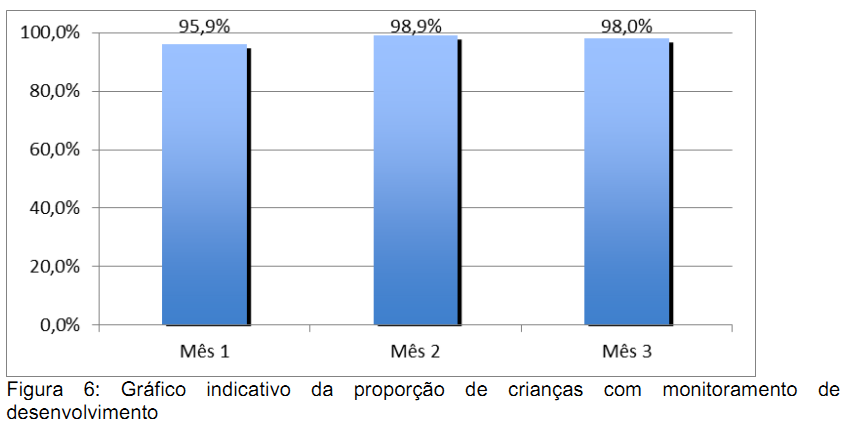 95,9% 98,9% 98,0%
100,0%
80,0%
60,0%
40,0%
20,0%
0,0%
Mês 1 Mês 2 Mês 3
Figura 6: Gráfico indicativo da proporção de crianças com monitoramento de
desenvolvimento